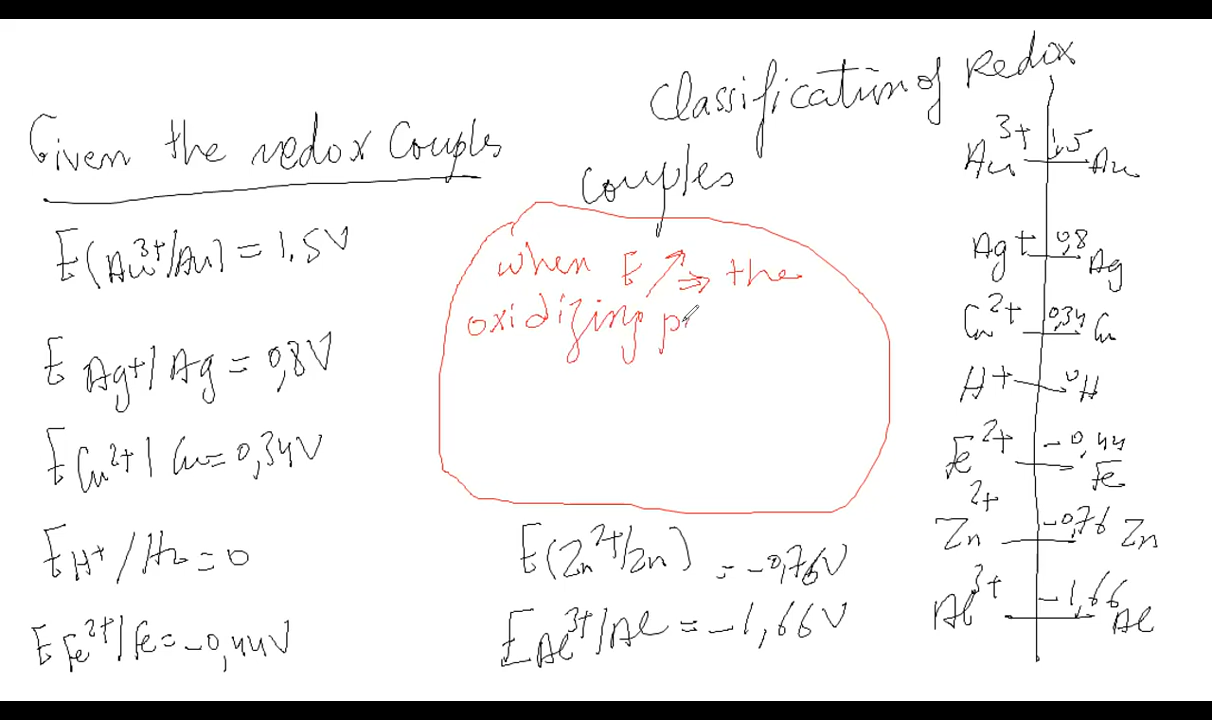 Classification of Redox
couples
Given the redox Couples
E(Au³⁺/Au) = 1.5V
E Ag+/Ag = 0,8V
E Cu²⁺/Cu = 0,34V
E H⁺/H₂ = 0
E Fe²⁺/Fe = -0,44V
when E ↗ ⇒ the
oxidizing p
E(Zn²⁺/Zn) = -0,76V
E Al³⁺/Al = -1,66V
Au³⁺ 1,5 Au
Ag⁺ 0,8 Ag
Cu²⁺ 0,34 Cu
H⁺ 0 H
Fe²⁺ -0,44 Fe
Zn²⁺ -0,76 Zn
Al³⁺ -1,66 Al